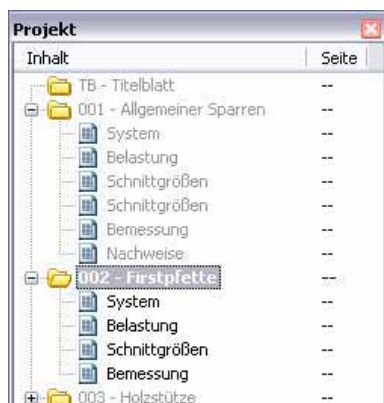 Projekt
Inhalt Seite
TB - Titelblatt --
001 - Allgemeiner Sparren --
System --
Belastung --
Schnittgrößen --
Schnittgrößen --
Bemessung --
Nachweise --
002 - Firstpfette --
System --
Belastung --
Schnittgrößen --
Bemessung --
003 - Holzstütze --